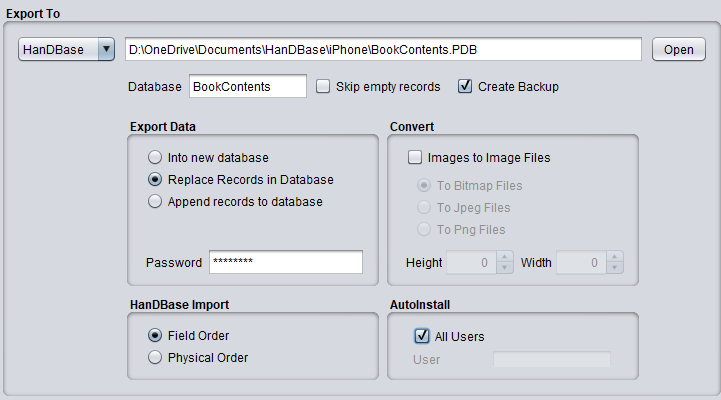 Export To
HanDBase D:\OneDrive\Documents\HanDBase\iPhone\BookContents.PDB Open
Database BookContents Skip empty records Create Backup
Export Data
Into new database
Replace Records in Database
Append records to database
Password ********
Convert
Images to Image Files
To Bitmap Files
To Jpeg Files
To Png Files
Height 0 Width 0
HanDBase Import
Field Order
Physical Order
AutoInstall
All Users
User